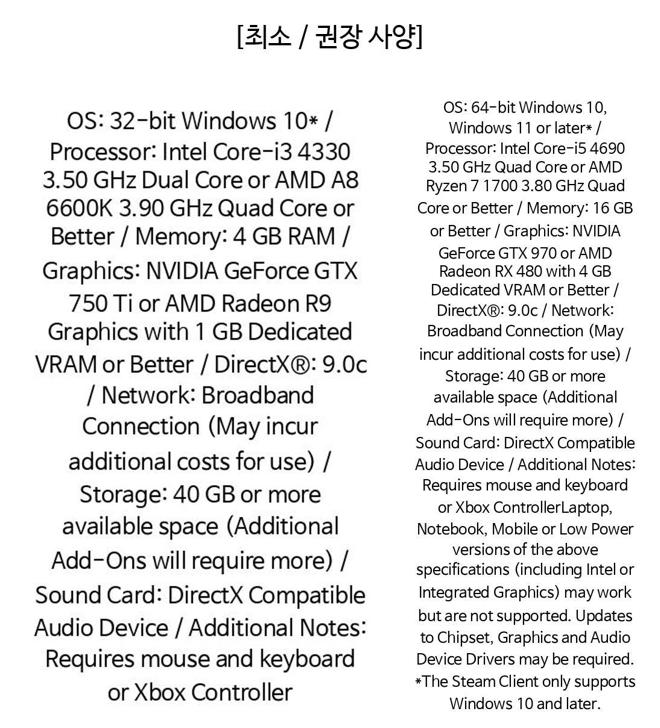 [최소 / 권장 사양]
OS: 32-bit Windows 10* /
Processor: Intel Core-i3 4330
3.50 GHz Dual Core or AMD A8
6600K 3.90 GHz Quad Core or
Better / Memory: 4 GB RAM /
Graphics: NVIDIA GeForce GTX
750 Ti or AMD Radeon R9
Graphics with 1 GB Dedicated
VRAM or Better / DirectX®: 9.0c
/ Network: Broadband
Connection (May incur
additional costs for use) /
Storage: 40 GB or more
available space (Additional
Add-Ons will require more) /
Sound Card: DirectX Compatible
Audio Device / Additional Notes:
Requires mouse and keyboard
or Xbox Controller
OS: 64-bit Windows 10,
Windows 11 or later* /
Processor: Intel Core-i5 4690
3.50 GHz Quad Core or AMD
Ryzen 7 1700 3.80 GHz Quad
Core or Better / Memory: 16 GB
or Better / Graphics: NVIDIA
GeForce GTX 970 or AMD
Radeon RX 480 with 4 GB
Dedicated VRAM or Better /
DirectX®: 9.0c / Network:
Broadband Connection (May
incur additional costs for use) /
Storage: 40 GB or more
available space (Additional
Add-Ons will require more) /
Sound Card: DirectX Compatible
Audio Device / Additional Notes:
Requires mouse and keyboard
or Xbox ControllerLaptop,
Notebook, Mobile or Low Power
versions of the above
specifications (including Intel or
Integrated Graphics) may work
but are not supported. Updates
to Chipset, Graphics and Audio
Device Drivers may be required.
*The Steam Client only supports
Windows 10 and later.